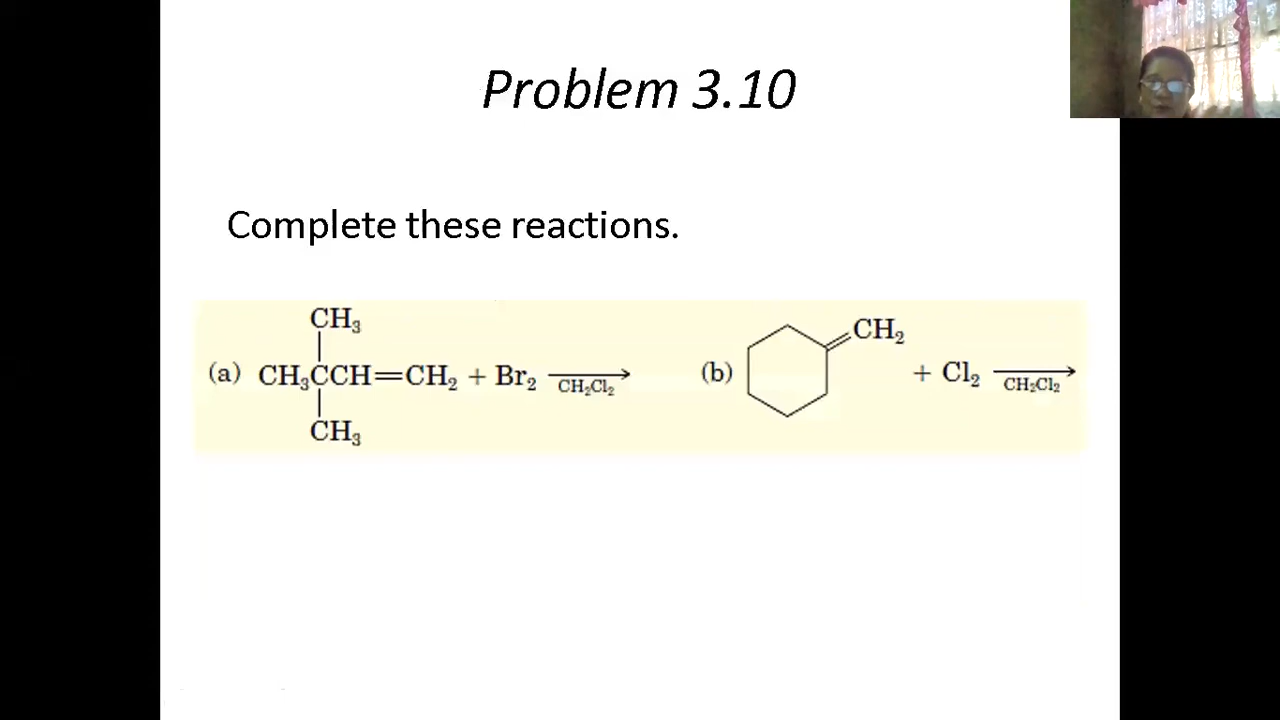 Problem 3.10
Complete these reactions.
CH₃
(a) CH₃CCH=CH₂ + Br₂ CH₂Cl₂
CH₃
(b) CH₂ + Cl₂ CH₂Cl₂